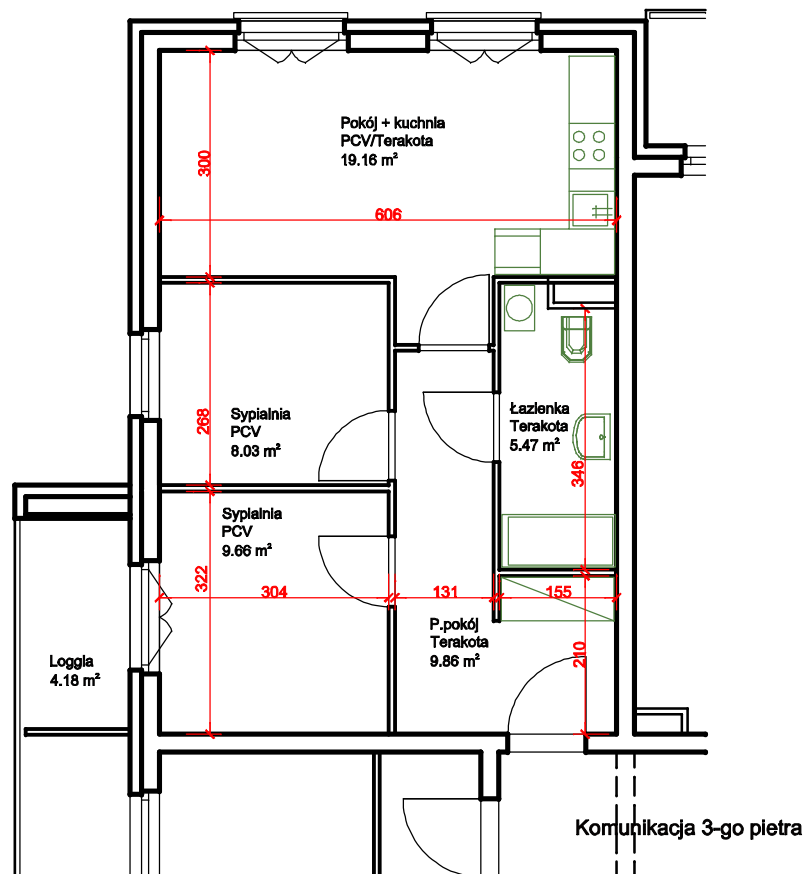 Pokój + kuchnia
PCV/Terakota
19.16 m²
300
606
Sypialnia
PCV
8.03 m²
268
Łazienka
Terakota
5.47 m²
346
Sypialnia
PCV
9.66 m²
322
304
131
155
P.pokój
Terakota
9.86 m²
210
Loggia
4.18 m²
Komunikacja 3-go pietra